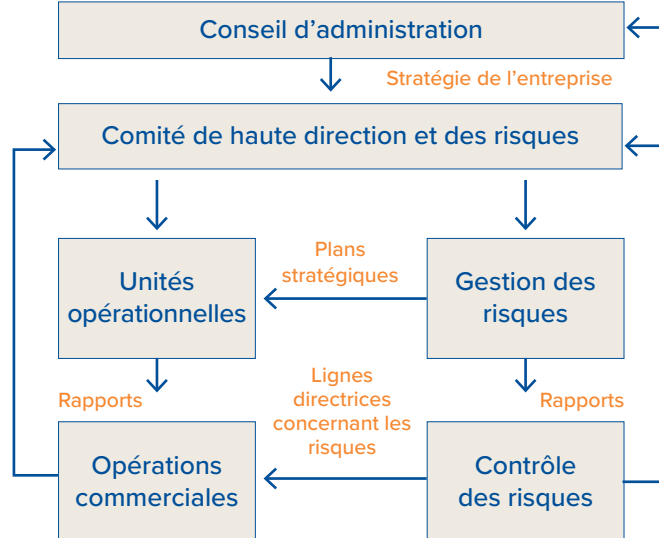 Conseil d’administration
Stratégie de l’entreprise
Comité de haute direction et des risques
Unités
opérationnelles
Plans
stratégiques
Gestion des
risques
Rapports
Lignes
directrices
concernant les
risques
Rapports
Opérations
commerciales
Contrôle
des risques